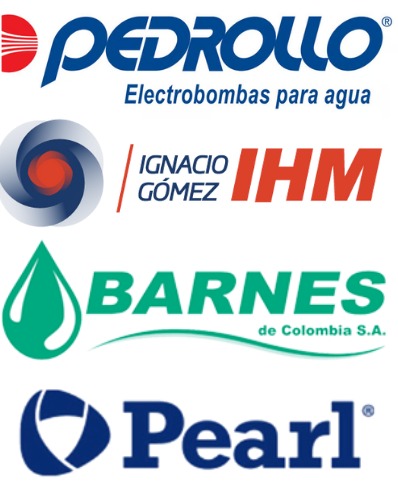 PEDROLLO®
Electrobombas para agua
IGNACIO
GÓMEZ
IHM
BARNES
de Colombia S.A.
Pearl®